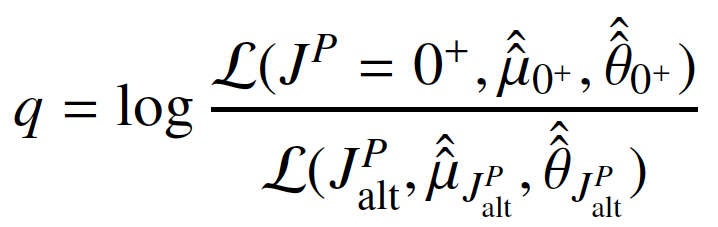 q = log \frac{\mathcal{L}(J^P = 0^+, \hat{\hat{\mu}}_{0^+}, \hat{\hat{\theta}}_{0^+})}{\mathcal{L}(J^P_{\text{alt}}, \hat{\hat{\mu}}_{J^P_{\text{alt}}}, \hat{\hat{\theta}}_{J^P_{\text{alt}}})}